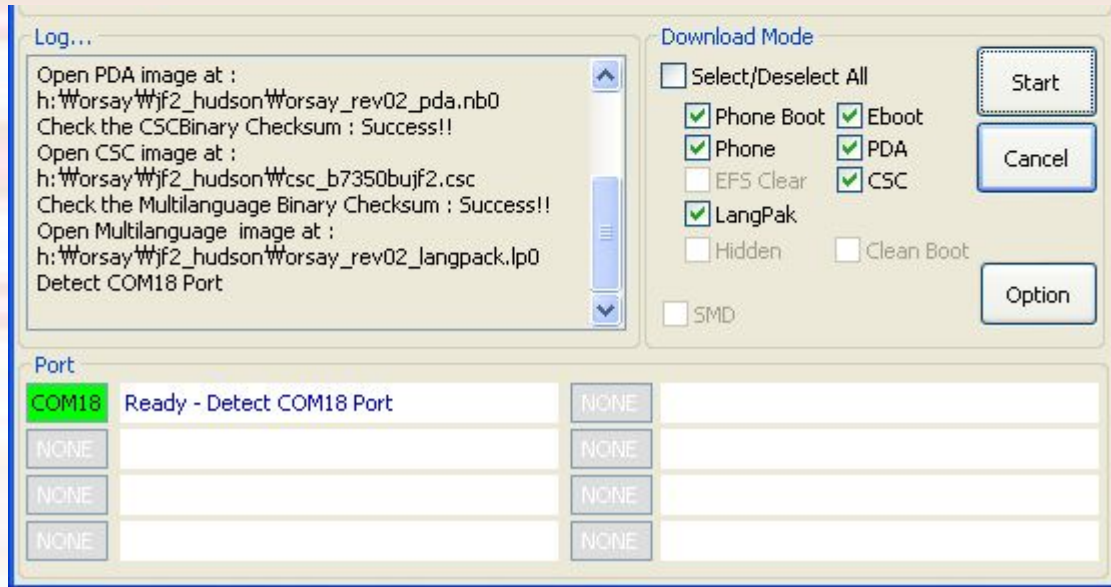 Log...
Open PDA image at :
h:₩orsay₩jf2_hudson₩orsay_rev02_pda.nb0
Check the CSCBinary Checksum : Success!!
Open CSC image at :
h:₩orsay₩jf2_hudson₩csc_b7350bujf2.csc
Check the Multilanguage Binary Checksum : Success!!
Open Multilanguage  image at :
h:₩orsay₩jf2_hudson₩orsay_rev02_langpack.lp0
Detect COM18 Port
Download Mode
Select/Deselect All
Phone Boot Eboot
Phone PDA
EFS Clear CSC
LangPak
Hidden Clean Boot
SMD
Start
Cancel
Option
Port
COM18 Ready - Detect COM18 Port NONE
NONE NONE
NONE NONE
NONE NONE